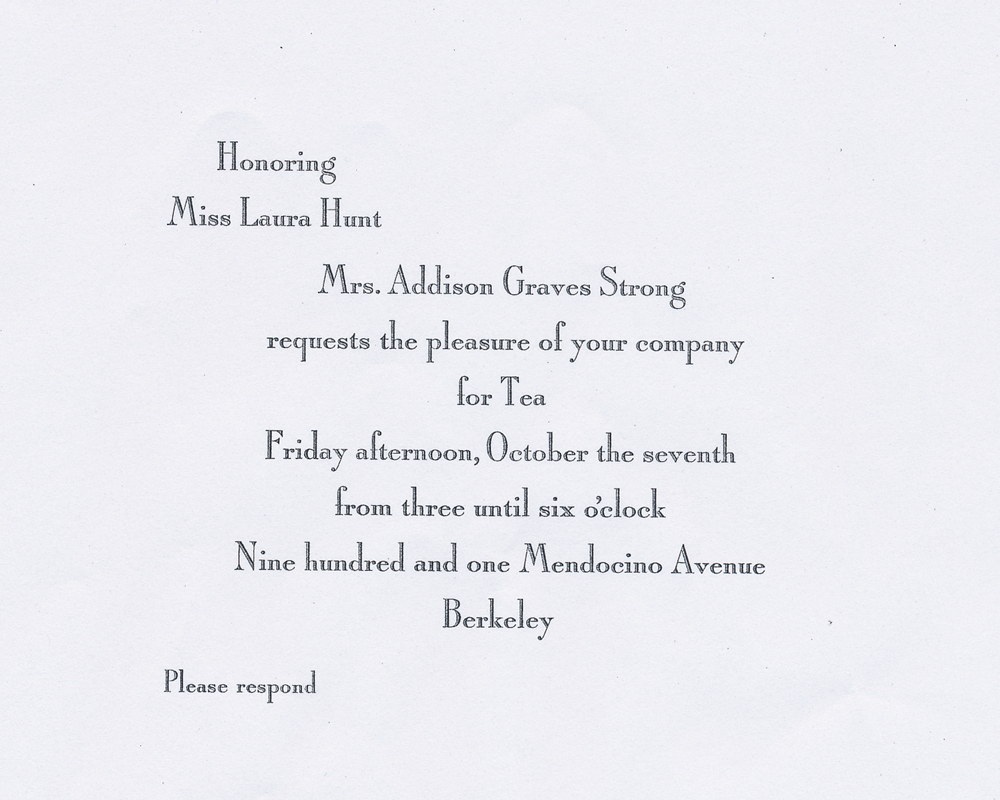 Honoring
Miss Laura Hunt
Mrs. Addison Graves Strong
requests the pleasure of your company
for Tea
Friday afternoon, October the seventh
from three until six o'clock
Nine hundred and one Mendocino Avenue
Berkeley
Please respond